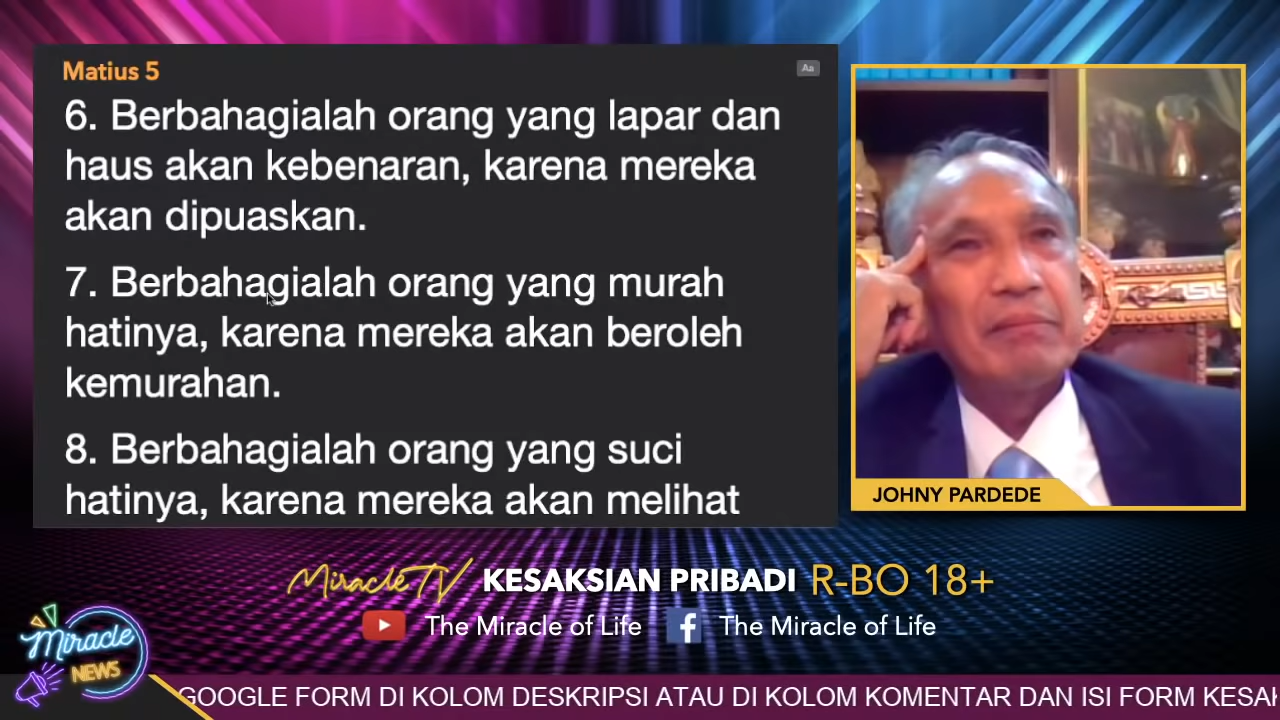 Matius 5
Aa
6. Berbahagialah orang yang lapar dan
haus akan kebenaran, karena mereka
akan dipuaskan.
7. Berbahagialah orang yang murah
hatinya, karena mereka akan beroleh
kemurahan.
8. Berbahagialah orang yang suci
hatinya, karena mereka akan melihat
JOHNY PARDEDE
MiracleTV KESAKSIAN PRIBADI R-BO 18+
The Miracle of Life
The Miracle of Life
Miracle
NEWS
GOOGLE FORM DI KOLOM DESKRIPSI ATAU DI KOLOM KOMENTAR DAN ISI FORM